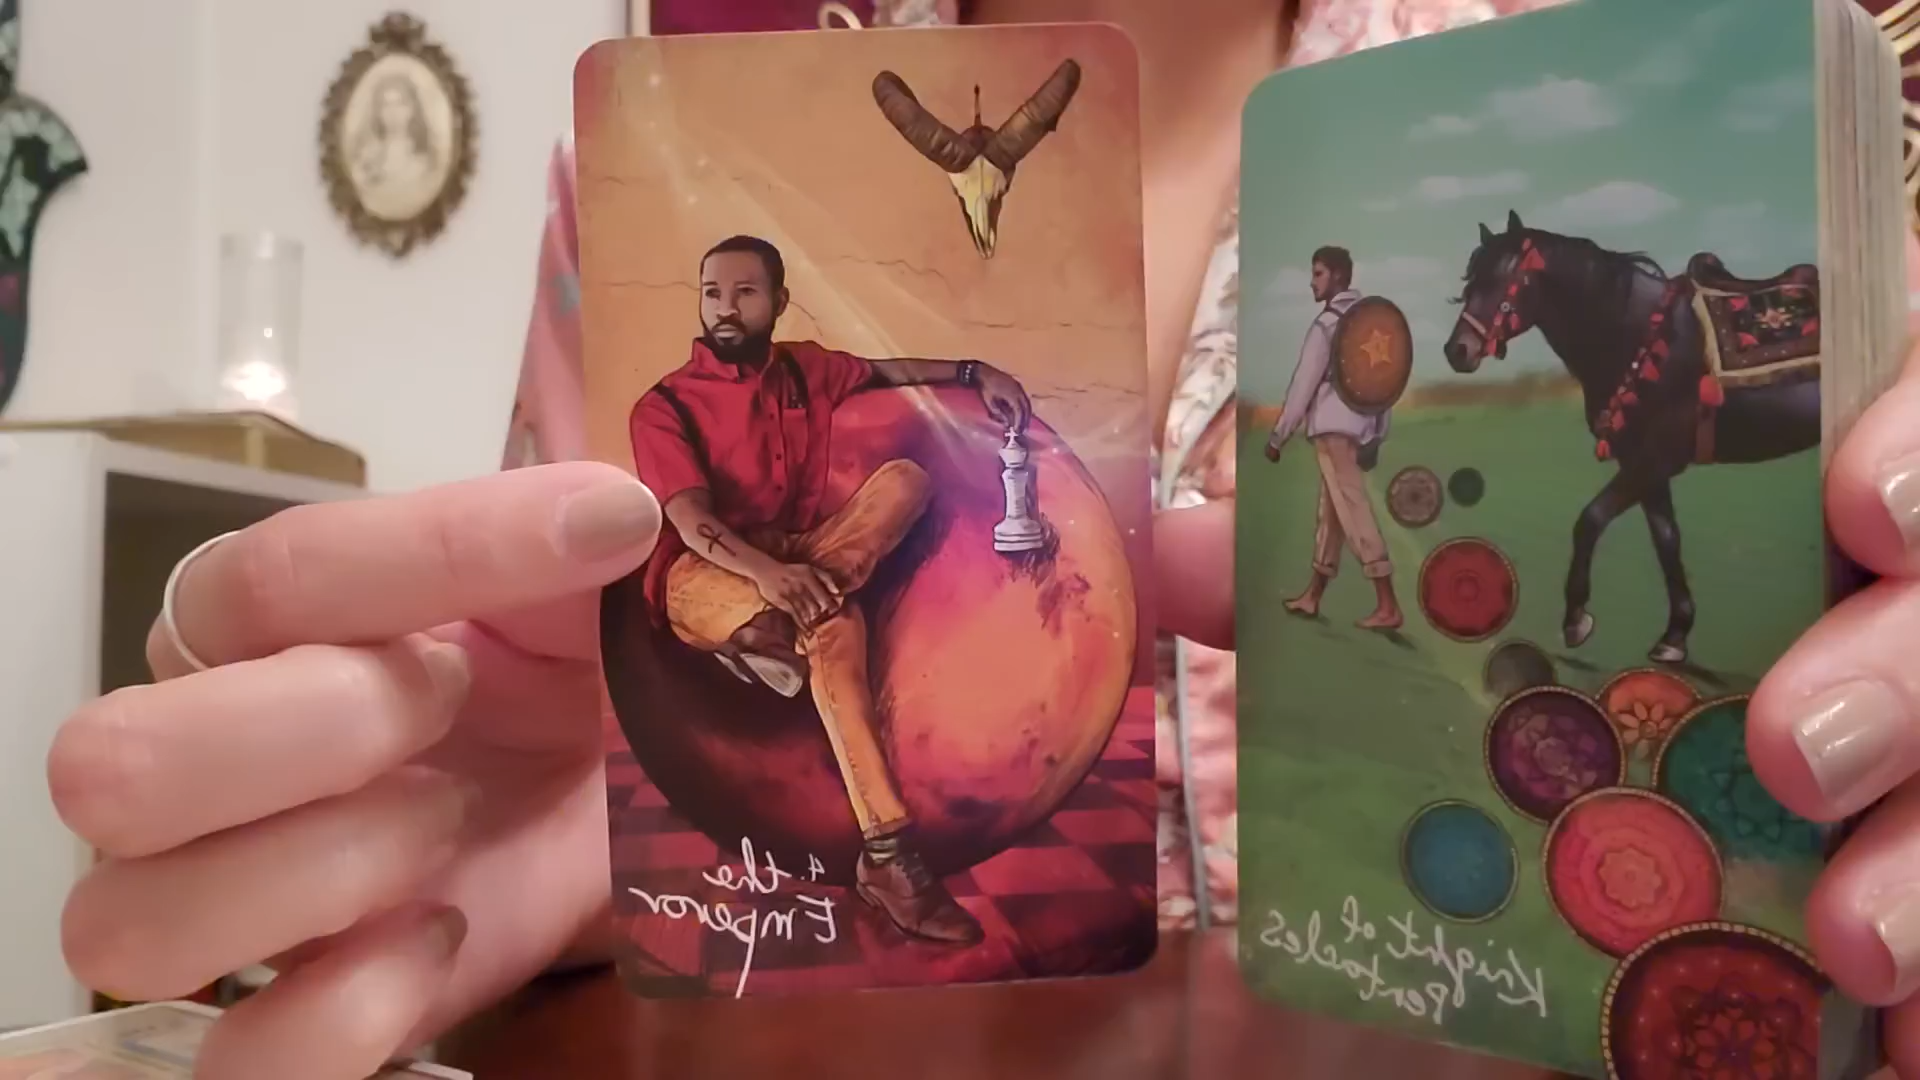 4. the
Emperor
Knight of
pentacles